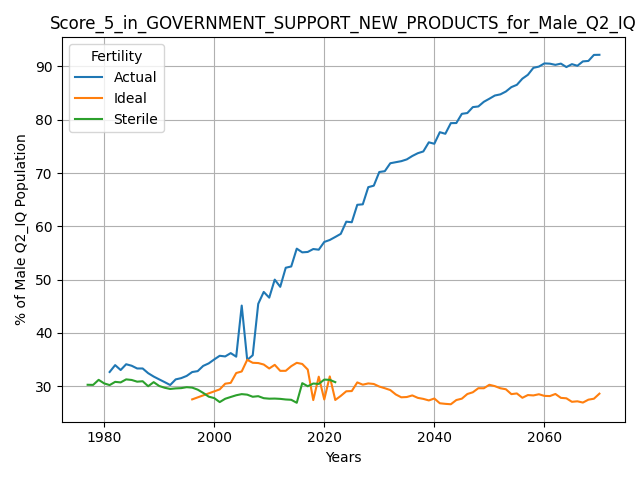 Score_5_in_GOVERNMENT_SUPPORT_NEW_PRODUCTS_for_Male_Q2_IQ
Fertility
Actual
Ideal
Sterile
% of Male Q2_IQ Population
90
80
70
60
50
40
30
1980 2000 2020 2040 2060
Years